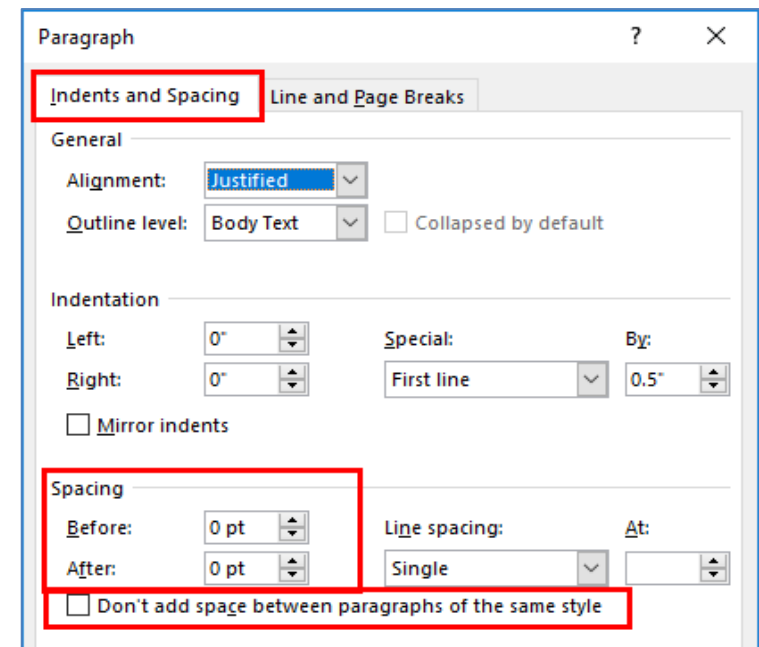 Paragraph ?
Indents and Spacing Line and Page Breaks
General
Alignment: Justified
Outline level: Body Text Collapsed by default
Indentation
Left: 0" Special: By:
Right: 0" First line 0.5"
Mirror indents
Spacing
Before: 0 pt Line spacing: At:
After: 0 pt Single
Don't add space between paragraphs of the same style